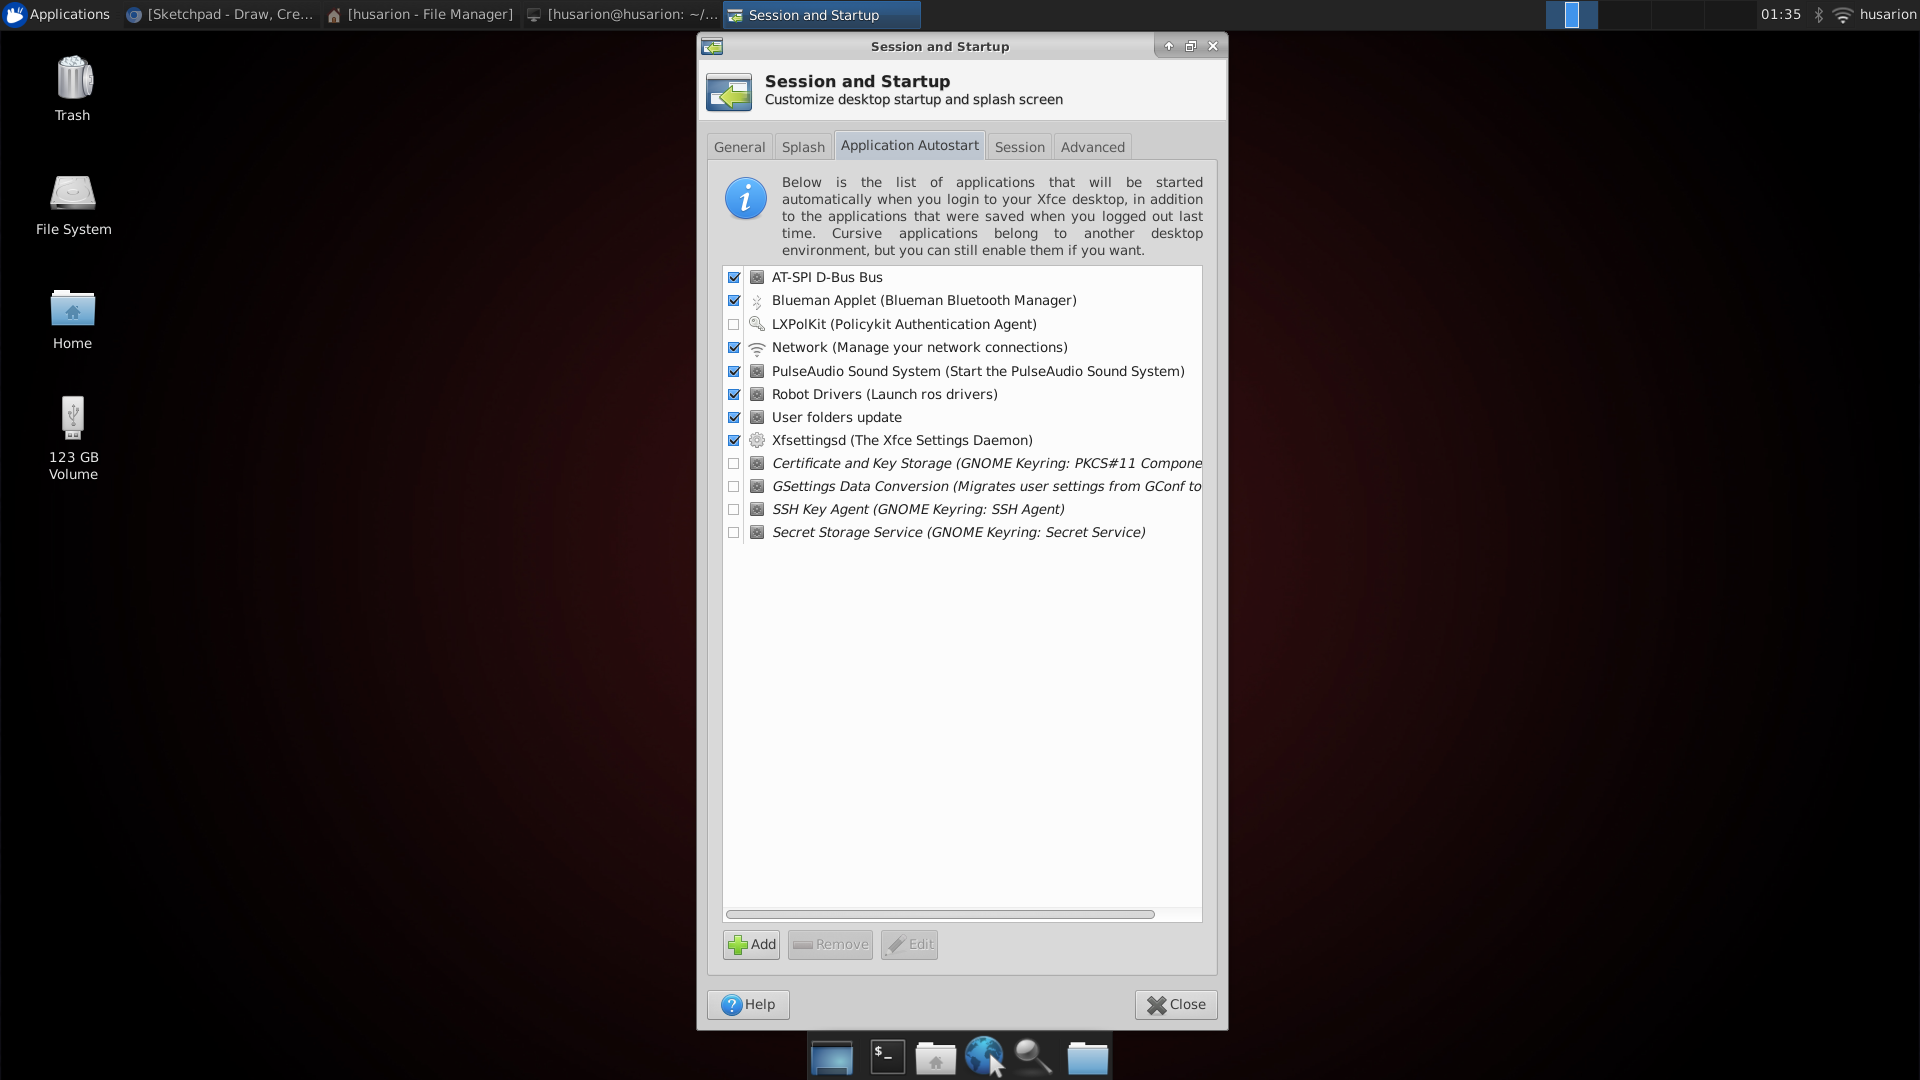 Applications
[Sketchpad - Draw, Cre...
[husarion - File Manager]
[husarion@husarion: ~/...
Session and Startup
01:35
husarion
Trash
File System
Home
123 GB
Volume
Session and Startup
Session and Startup
Customize desktop startup and splash screen
General
Splash
Application Autostart
Session
Advanced
Below is the list of applications that will be started
automatically when you login to your Xfce desktop, in addition
to the applications that were saved when you logged out last
time. Cursive applications belong to another desktop
environment, but you can still enable them if you want.
AT-SPI D-Bus Bus
Blueman Applet (Blueman Bluetooth Manager)
LXPolKit (Policykit Authentication Agent)
Network (Manage your network connections)
PulseAudio Sound System (Start the PulseAudio Sound System)
Robot Drivers (Launch ros drivers)
User folders update
Xfsettingsd (The Xfce Settings Daemon)
Certificate and Key Storage (GNOME Keyring: PKCS#11 Compone
GSettings Data Conversion (Migrates user settings from GConf to
SSH Key Agent (GNOME Keyring: SSH Agent)
Secret Storage Service (GNOME Keyring: Secret Service)
Add
Remove
Edit
Help
Close
$_